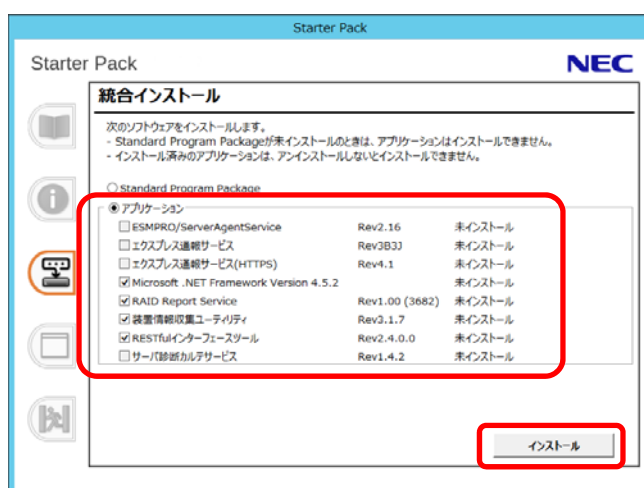 Starter Pack
Starter Pack
NEC
統合インストール
次のソフトウェアをインストールします。
- Standard Program Packageが未インストールのときは、アプリケーションはインストールできません。
- インストール済みのアプリケーションは、アンインストールしないとインストールできません。
Standard Program Package
アプリケーション
ESMPRO/ServerAgentService Rev2.16 未インストール
エクスプレス通報サービス Rev3B3J 未インストール
エクスプレス通報サービス(HTTPS) Rev4.1 未インストール
Microsoft .NET Framework Version 4.5.2 未インストール
RAID Report Service Rev1.00 (3682) 未インストール
装置情報収集ユーティリティ Rev3.1.7 未インストール
RESTfulインターフェースツール Rev2.4.0.0 未インストール
サーバ診断カルテサービス Rev1.4.2 未インストール
インストール